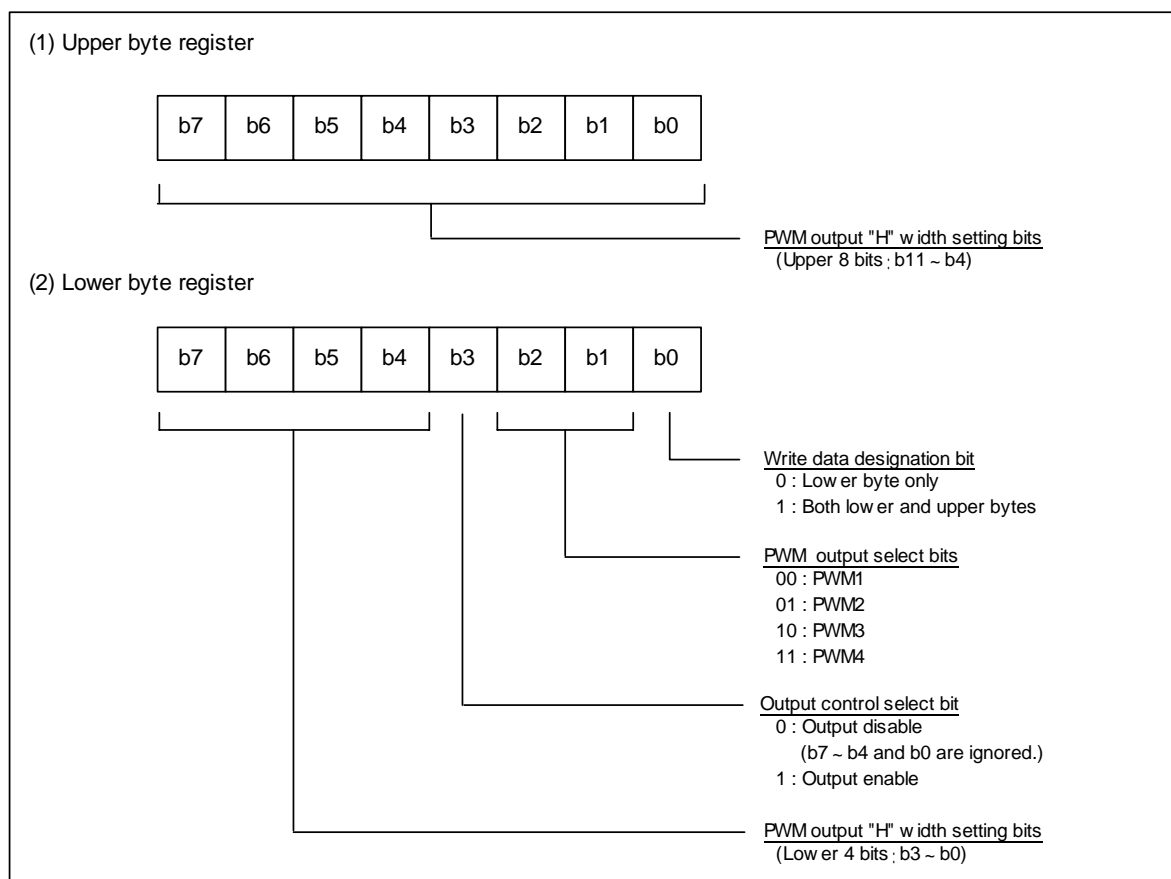 (1) Upper byte register
b7 b6 b5 b4 b3 b2 b1 b0
PWM output "H" width setting bits
(Upper 8 bits : b11 ~ b4)
(2) Lower byte register
b7 b6 b5 b4 b3 b2 b1 b0
Write data designation bit
0 : Lower byte only
1 : Both lower and upper bytes
PWM output select bits
00 : PWM1
01 : PWM2
10 : PWM3
11 : PWM4
Output control select bit
0 : Output disable
(b7 ~ b4 and b0 are ignored.)
1 : Output enable
PWM output "H" width setting bits
(Lower 4 bits : b3 ~ b0)